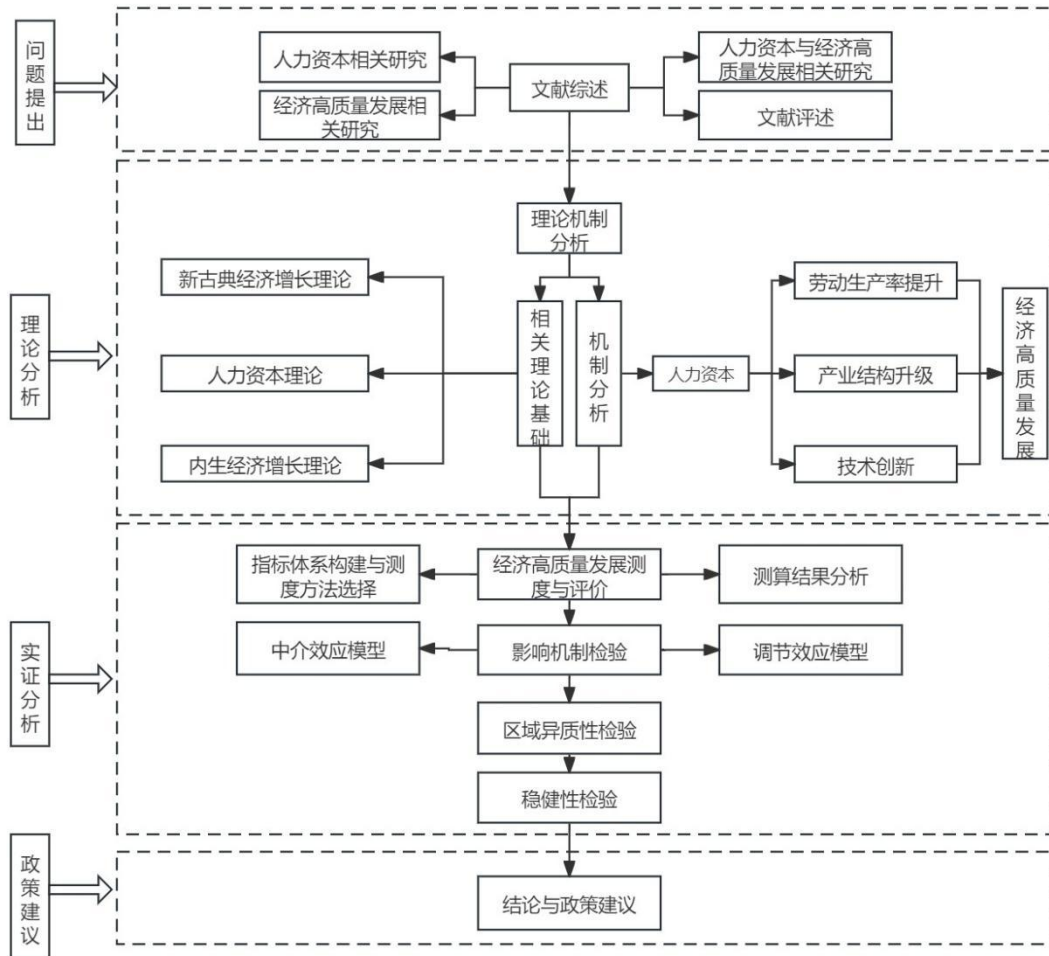 问题提出
人力资本相关研究
经济高质量发展相
关研究
文献综述
人力资本与经济高
质量发展相关研究
文献评述
理论分析
理论机制
分析
新古典经济增长理论
人力资本理论
内生经济增长理论
相关理论基础
机制分析
人力资本
劳动生产率提升
产业结构升级
技术创新
经济高质量发展
实证分析
指标体系构建与测
度方法选择
经济高质量发展测
度与评价
测算结果分析
中介效应模型
影响机制检验
调节效应模型
区域异质性检验
稳健性检验
政策建议
结论与政策建议